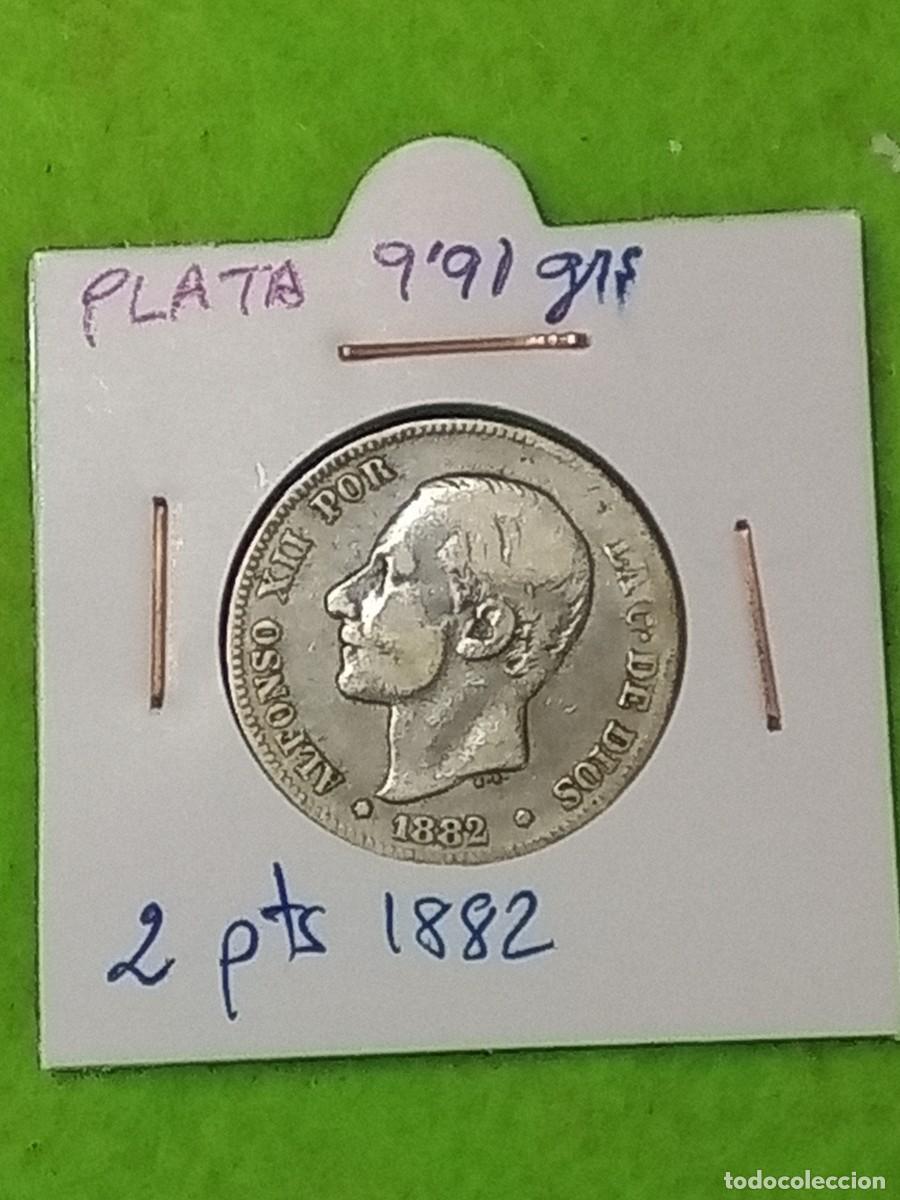 PLATA 9'91 grs
ALFONSO XII POR LA G. DE DIOS
1882
2 pts 1882
todocoleccion